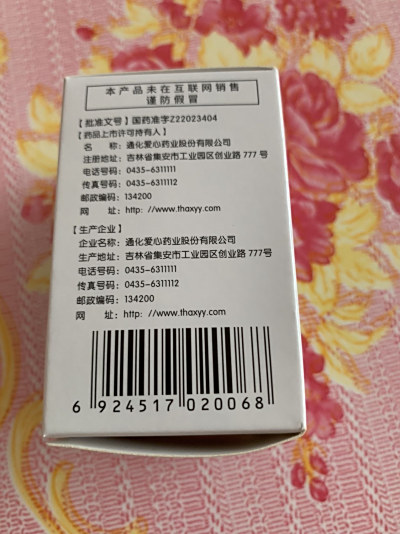 本产品未在互联网销售
谨防假冒
【批准文号】国药准字Z22023404
【药品上市许可持有人】
名 称：通化爱心药业股份有限公司
注册地址：吉林省集安市工业园区创业路 777 号
电话号码：0435-6311111
传真号码：0435-6311112
邮政编码：134200
网 址：http: //www.thaxyy.com
【生产企业】
企业名称：通化爱心药业股份有限公司
生产地址：吉林省集安市工业园区创业路 777号
电话号码：0435-6311111
传真号码：0435-6311112
邮政编码：134200
网 址：http: //www.thaxyy.com
6 924517 020068